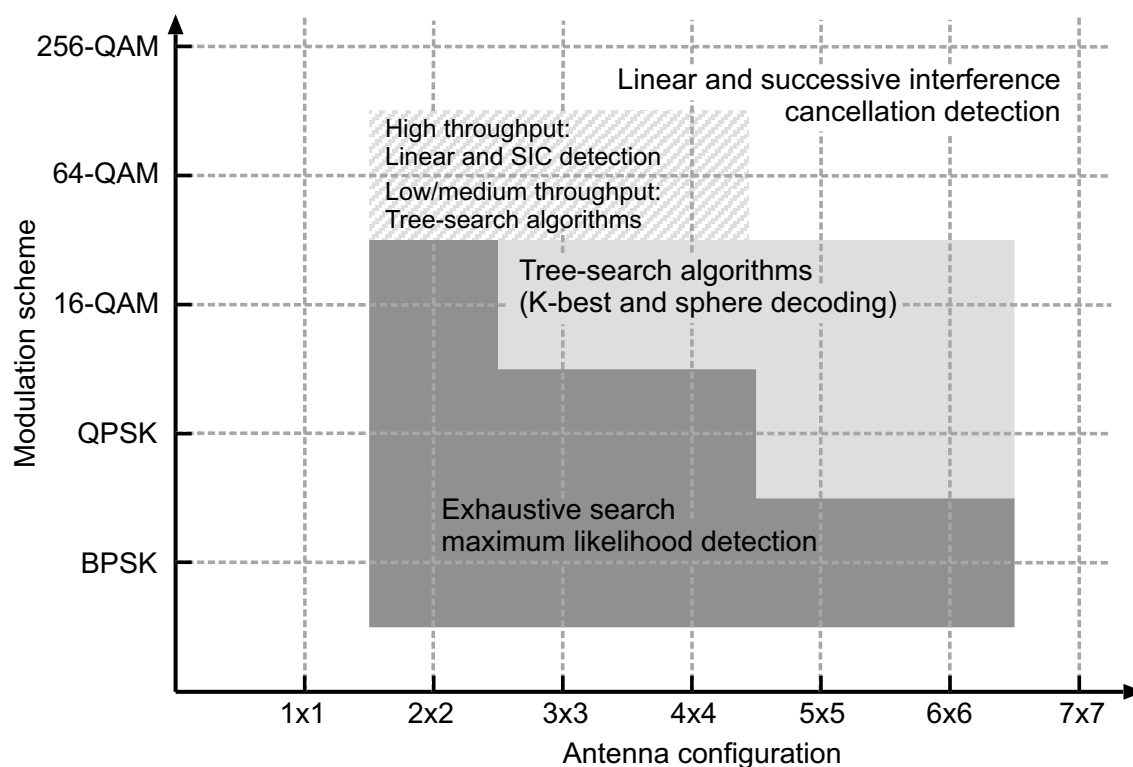 256-QAM
Linear and successive interference
cancellation detection
High throughput:
Linear and SIC detection
64-QAM
Low/medium throughput:
Tree-search algorithms
Tree-search algorithms
(K-best and sphere decoding)
16-QAM
Modulation scheme
QPSK
Exhaustive search
maximum likelihood detection
BPSK
1x1 2x2 3x3 4x4 5x5 6x6 7x7
Antenna configuration